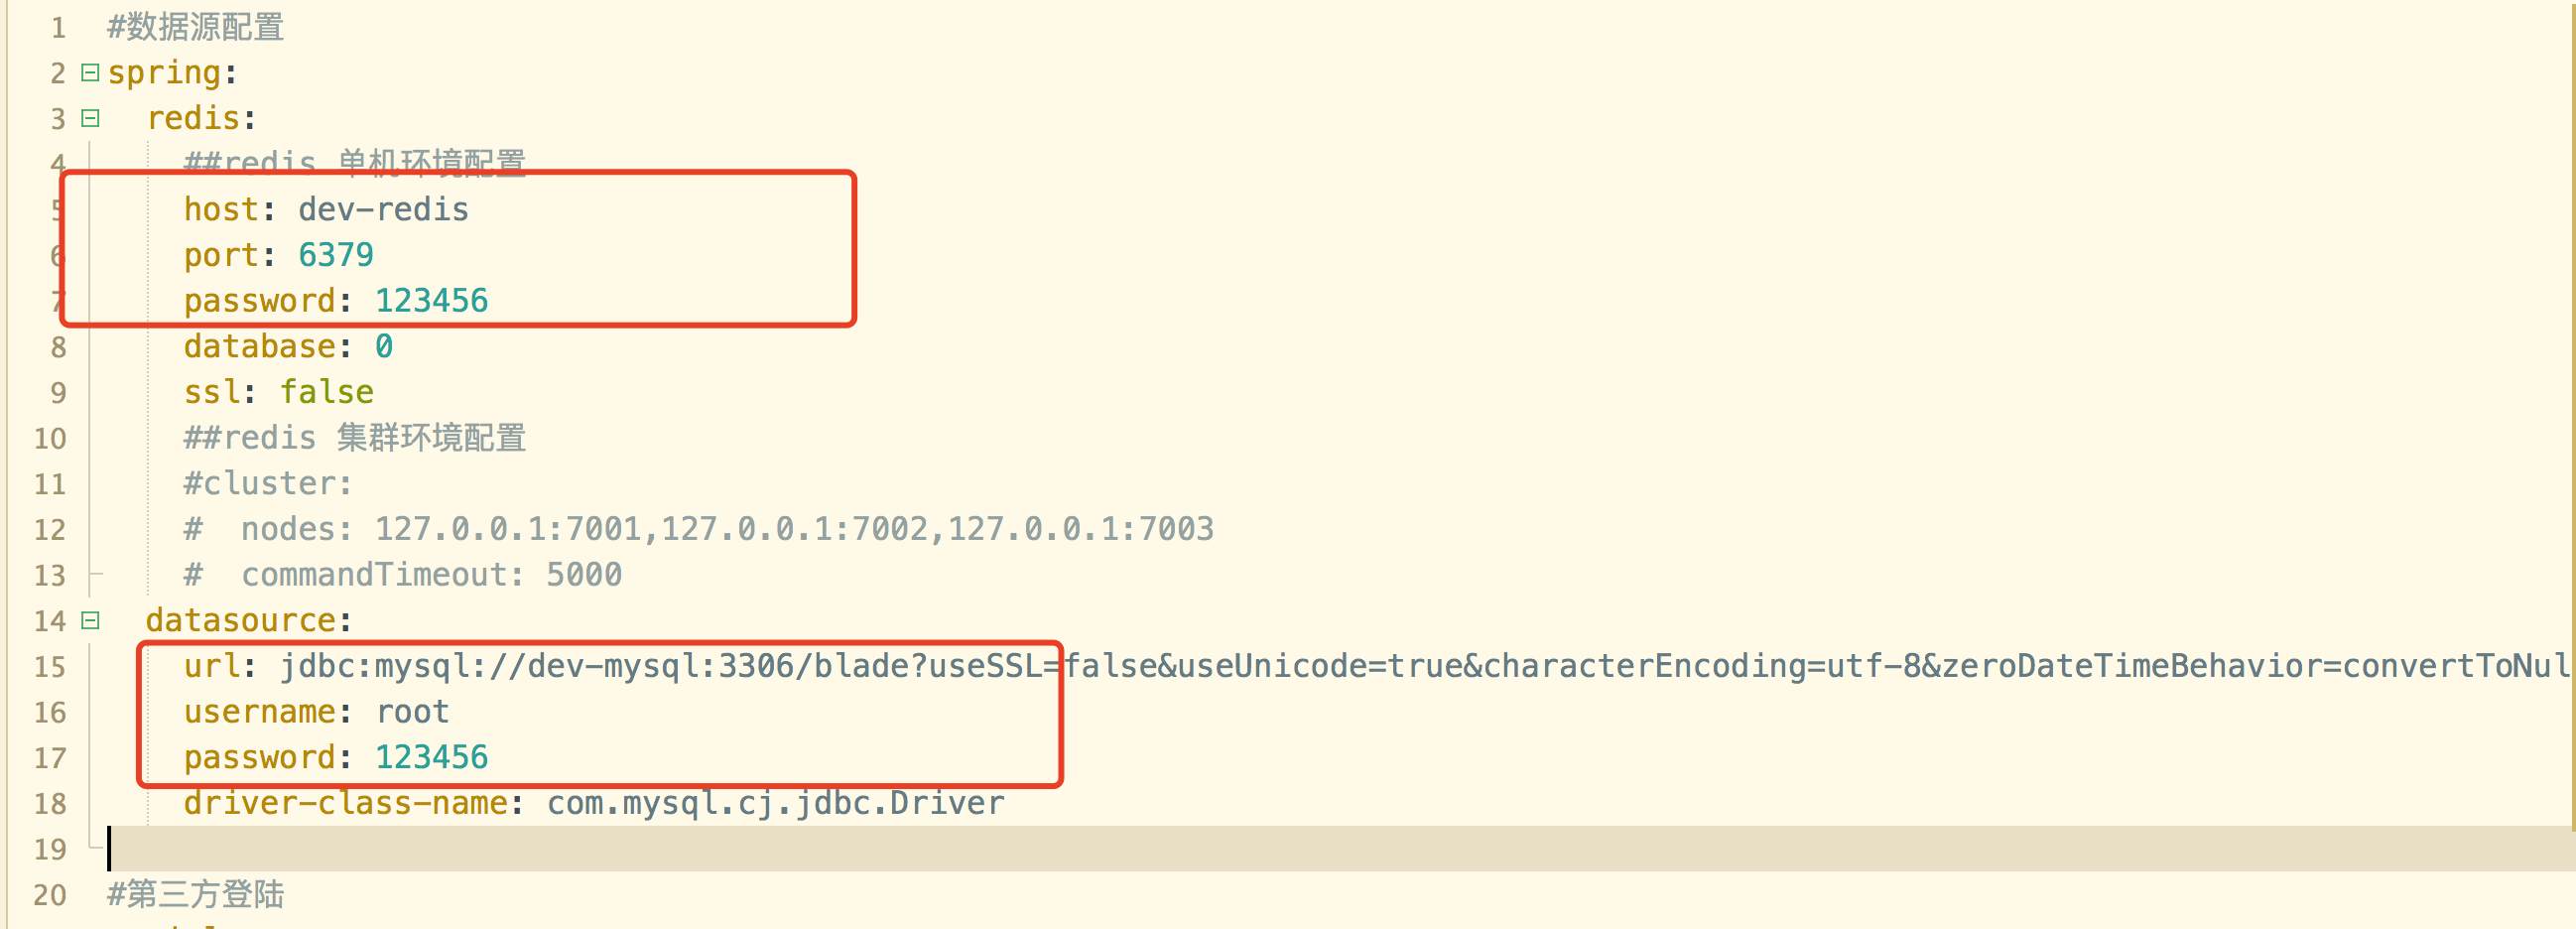 1 #数据源配置
2 spring:
3 redis:
4 ##redis 单机环境配置
5 host: dev-redis
6 port: 6379
7 password: 123456
8 database: 0
9 ssl: false
10 ##redis 集群环境配置
11 #cluster:
12 #  nodes: 127.0.0.1:7001,127.0.0.1:7002,127.0.0.1:7003
13 #  commandTimeout: 5000
14 datasource:
15 url: jdbc:mysql://dev-mysql:3306/blade?useSSL=false&useUnicode=true&characterEncoding=utf-8&zeroDateTimeBehavior=convertToNul
16 username: root
17 password: 123456
18 driver-class-name: com.mysql.cj.jdbc.Driver
19
20 #第三方登陆